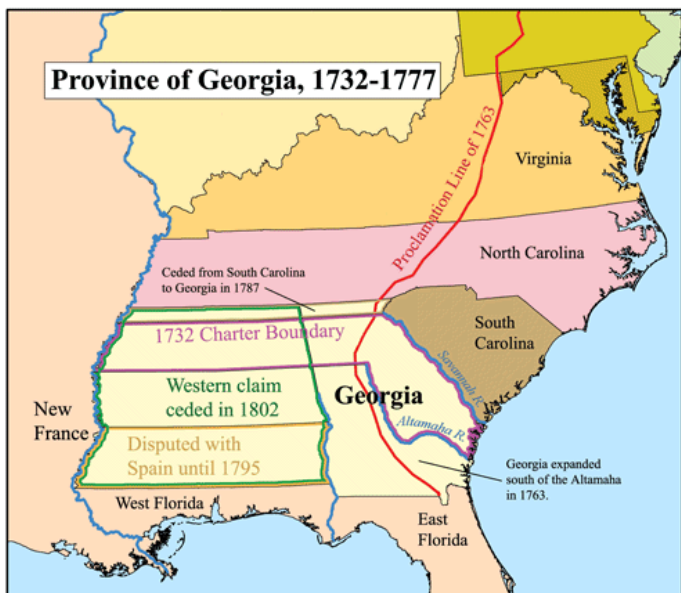 Province of Georgia, 1732-1777
Proclamation Line of 1763
Virginia
North Carolina
Ceded from South Carolina
to Georgia in 1787
South
Carolina
1732 Charter Boundary
Savannah R.
Western claim
ceded in 1802
Georgia
New
France
Altamaha R.
Disputed with
Spain until 1795
Georgia expanded
south of the Altamaha
in 1763.
West Florida
East
Florida